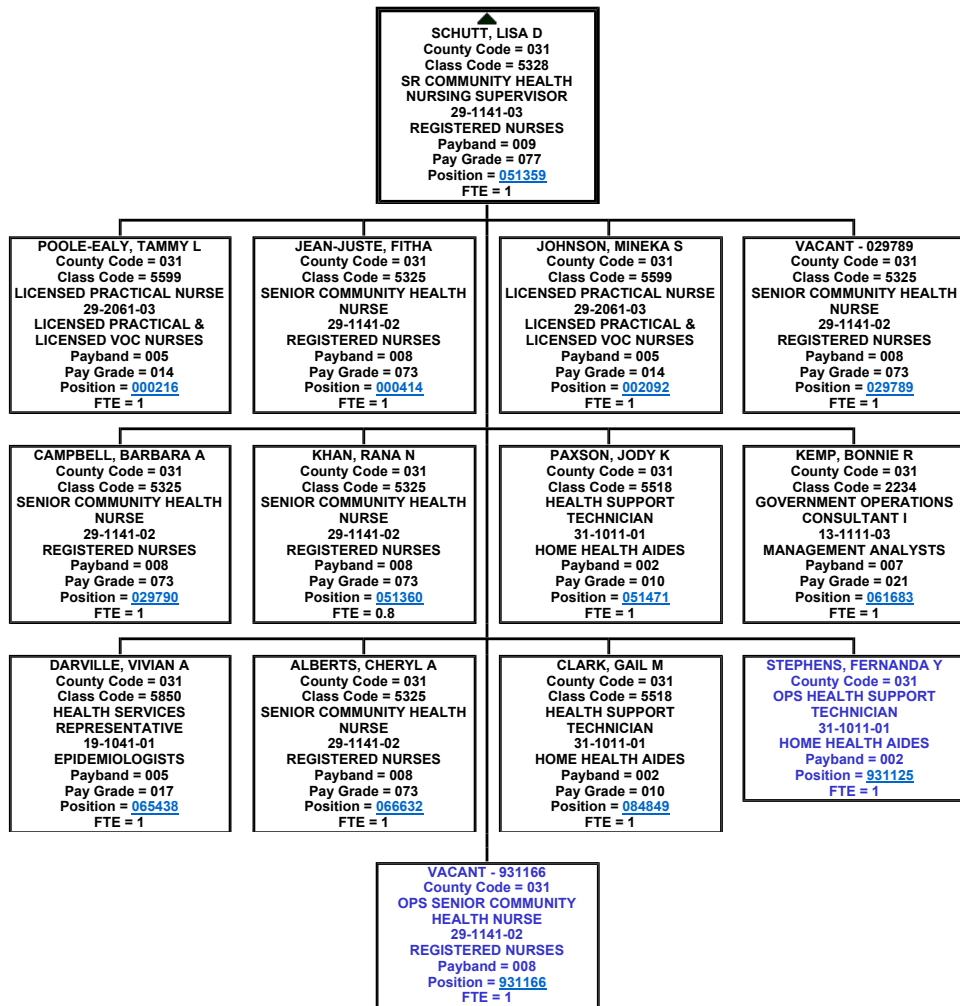 SCHUTT, LISA D
County Code = 031
Class Code = 5328
SR COMMUNITY HEALTH
NURSING SUPERVISOR
29-1141-03
REGISTERED NURSES
Payband = 009
Pay Grade = 077
Position = 051359
FTE = 1
POOLE-EALY, TAMMY L
County Code = 031
Class Code = 5599
LICENSED PRACTICAL NURSE
29-2061-03
LICENSED PRACTICAL &
LICENSED VOC NURSES
Payband = 005
Pay Grade = 014
Position = 000216
FTE = 1
JEAN-JUSTE, FITHA
County Code = 031
Class Code = 5325
SENIOR COMMUNITY HEALTH
NURSE
29-1141-02
REGISTERED NURSES
Payband = 008
Pay Grade = 073
Position = 000414
FTE = 1
JOHNSON, MINEKA S
County Code = 031
Class Code = 5599
LICENSED PRACTICAL NURSE
29-2061-03
LICENSED PRACTICAL &
LICENSED VOC NURSES
Payband = 005
Pay Grade = 014
Position = 002092
FTE = 1
VACANT - 029789
County Code = 031
Class Code = 5325
SENIOR COMMUNITY HEALTH
NURSE
29-1141-02
REGISTERED NURSES
Payband = 008
Pay Grade = 073
Position = 029789
FTE = 1
CAMPBELL, BARBARA A
County Code = 031
Class Code = 5325
SENIOR COMMUNITY HEALTH
NURSE
29-1141-02
REGISTERED NURSES
Payband = 008
Pay Grade = 073
Position = 029790
FTE = 1
KHAN, RANA N
County Code = 031
Class Code = 5325
SENIOR COMMUNITY HEALTH
NURSE
29-1141-02
REGISTERED NURSES
Payband = 008
Pay Grade = 073
Position = 051360
FTE = 0.8
PAXSON, JODY K
County Code = 031
Class Code = 5518
HEALTH SUPPORT
TECHNICIAN
31-1011-01
HOME HEALTH AIDES
Payband = 002
Pay Grade = 010
Position = 051471
FTE = 1
KEMP, BONNIE R
County Code = 031
Class Code = 2234
GOVERNMENT OPERATIONS
CONSULTANT I
13-1111-03
MANAGEMENT ANALYSTS
Payband = 007
Pay Grade = 021
Position = 061683
FTE = 1
DARVILLE, VIVIAN A
County Code = 031
Class Code = 5850
HEALTH SERVICES
REPRESENTATIVE
19-1041-01
EPIDEMIOLOGISTS
Payband = 005
Pay Grade = 017
Position = 065438
FTE = 1
ALBERTS, CHERYL A
County Code = 031
Class Code = 5325
SENIOR COMMUNITY HEALTH
NURSE
29-1141-02
REGISTERED NURSES
Payband = 008
Pay Grade = 073
Position = 066632
FTE = 1
CLARK, GAIL M
County Code = 031
Class Code = 5518
HEALTH SUPPORT
TECHNICIAN
31-1011-01
HOME HEALTH AIDES
Payband = 002
Pay Grade = 010
Position = 084849
FTE = 1
STEPHENS, FERNANDA Y
County Code = 031
OPS HEALTH SUPPORT
TECHNICIAN
31-1011-01
HOME HEALTH AIDES
Payband = 002
Position = 931125
FTE = 1
VACANT - 931166
County Code = 031
OPS SENIOR COMMUNITY
HEALTH NURSE
29-1141-02
REGISTERED NURSES
Payband = 008
Position = 931166
FTE = 1